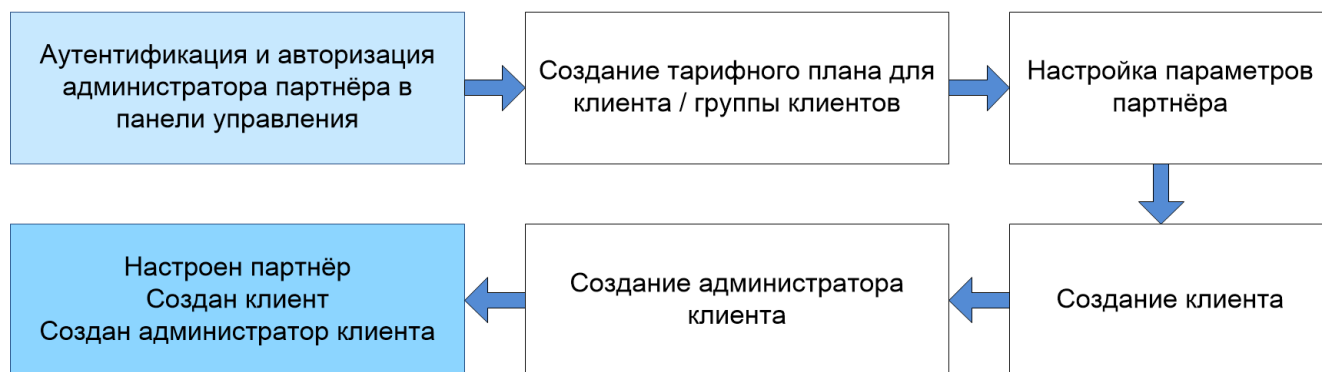 Аутентификация и авторизация
администратора партнёра в
панели управления
Создание тарифного плана для
клиента / группы клиентов
Настройка параметров
партнёра
Создание клиента
Создание администратора
клиента
Настроен партнёр
Создан клиент
Создан администратор клиента